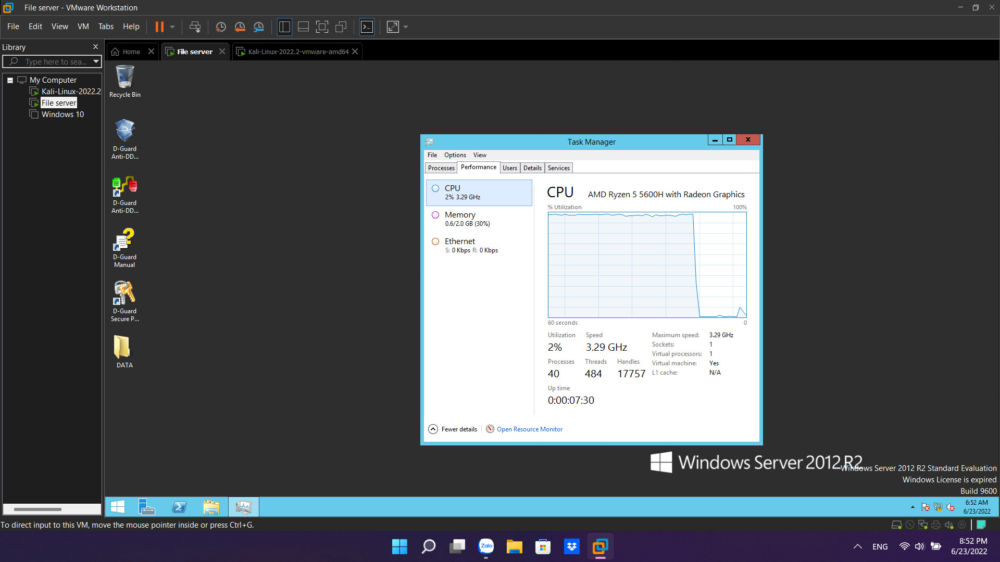 File server - VMware Workstation
File Edit View VM Tabs Help
Library
Type here to sea...
My Computer
Kali-Linux-2022.2
File server
Windows 10
Home
File server
Kali-Linux-2022.2-vmware-amd64
Recycle Bin
D-Guard
Anti-DD...
D-Guard
Anti-DD...
D-Guard
Manual
D-Guard
Secure P...
DATA
Task Manager
File Options View
Processes Performance Users Details Services
CPU
2% 3.29 GHz
Memory
0.6/2.0 GB (30%)
Ethernet
S: 0 Kbps R: 0 Kbps
CPU AMD Ryzen 5 5600H with Radeon Graphics
% Utilization 100%
60 seconds 0
Utilization Speed
2% 3.29 GHz
Processes Threads Handles
40 484 17757
Up time
0:00:07:30
Maximum speed: 3.29 GHz
Sockets: 1
Virtual processors: 1
Virtual machine: Yes
L1 cache: N/A
Fewer details
Open Resource Monitor
Windows Server 2012 R2
Windows Server 2012 R2 Standard Evaluation
Windows License is expired
Build 9600
6:52 AM
6/23/2022
To direct input to this VM, move the mouse pointer inside or press Ctrl+G.
Zalo
ENG
8:52 PM
6/23/2022